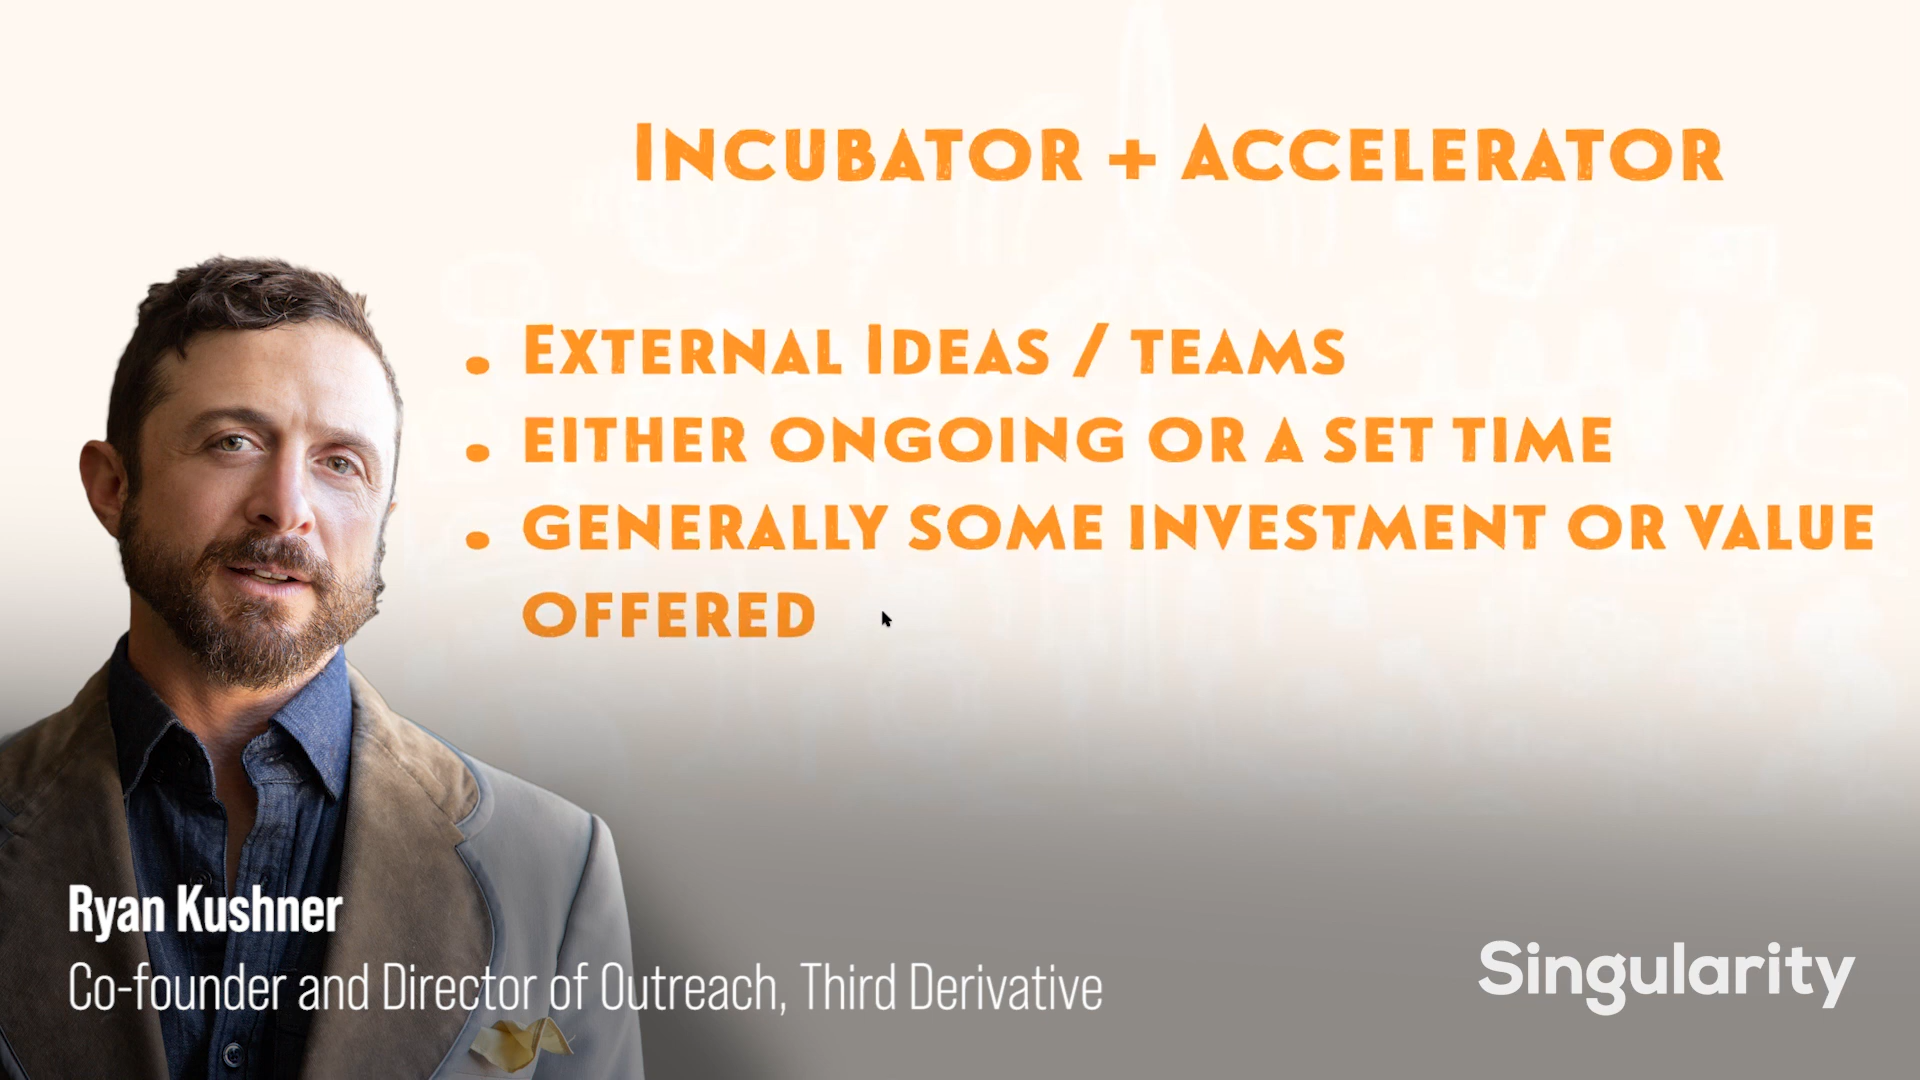 Incubator + Accelerator
• External Ideas / teams
• either ongoing or a set time
• generally some investment or value
offered
Ryan Kushner
Co-founder and Director of Outreach, Third Derivative
Singularity